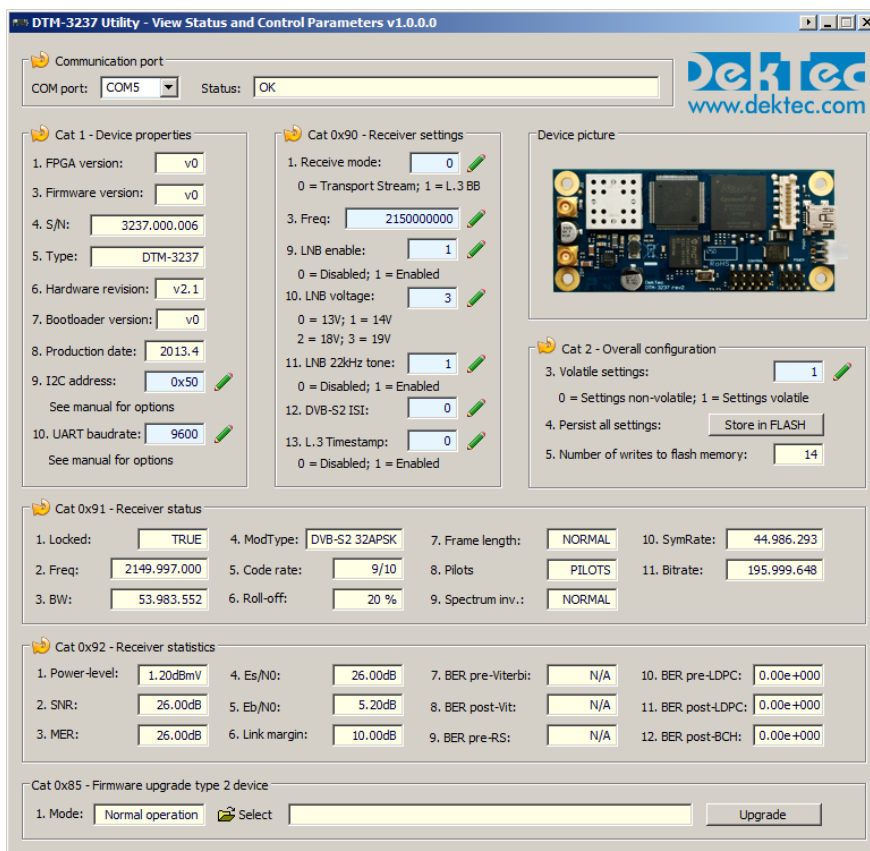 DTM-3237 Utility - View Status and Control Parameters v1.0.0.0
Communication port
COM port: COM5 Status: OK
DekTec
www.dektec.com
Cat 1 - Device properties
1. FPGA version: v0
3. Firmware version: v0
4. S/N: 3237.000.006
5. Type: DTM-3237
6. Hardware revision: v2.1
7. Bootloader version: v0
8. Production date: 2013.4
9. I2C address: 0x50
See manual for options
10. UART baudrate: 9600
See manual for options
Cat 0x90 - Receiver settings
1. Receive mode: 0
0 = Transport Stream; 1 = L.3 BB
3. Freq: 2150000000
9. LNB enable: 1
0 = Disabled; 1 = Enabled
10. LNB voltage: 3
0 = 13V; 1 = 14V
2 = 18V; 3 = 19V
11. LNB 22kHz tone: 1
0 = Disabled; 1 = Enabled
12. DVB-S2 ISI: 0
13. L.3 Timestamp: 0
0 = Disabled; 1 = Enabled
Device picture
RoHS
CONTROL
POWER
DekTec
DTM-3237 rev2
Cat 2 - Overall configuration
3. Volatile settings: 1
0 = Settings non-volatile; 1 = Settings volatile
4. Persist all settings: Store in FLASH
5. Number of writes to flash memory: 14
Cat 0x91 - Receiver status
1. Locked: TRUE 4. ModType: DVB-S2 32APSK 7. Frame length: NORMAL 10. SymRate: 44.986.293
2. Freq: 2149.997.000 5. Code rate: 9/10 8. Pilots PILOTS 11. Bitrate: 195.999.648
3. BW: 53.983.552 6. Roll-off: 20 % 9. Spectrum inv.: NORMAL
Cat 0x92 - Receiver statistics
1. Power-level: 1.20dBmV 4. Es/N0: 26.00dB 7. BER pre-Viterbi: N/A 10. BER pre-LDPC: 0.00e+000
2. SNR: 26.00dB 5. Eb/N0: 5.20dB 8. BER post-Vit: N/A 11. BER post-LDPC: 0.00e+000
3. MER: 26.00dB 6. Link margin: 10.00dB 9. BER pre-RS: N/A 12. BER post-BCH: 0.00e+000
Cat 0x85 - Firmware upgrade type 2 device
1. Mode: Normal operation Select Upgrade